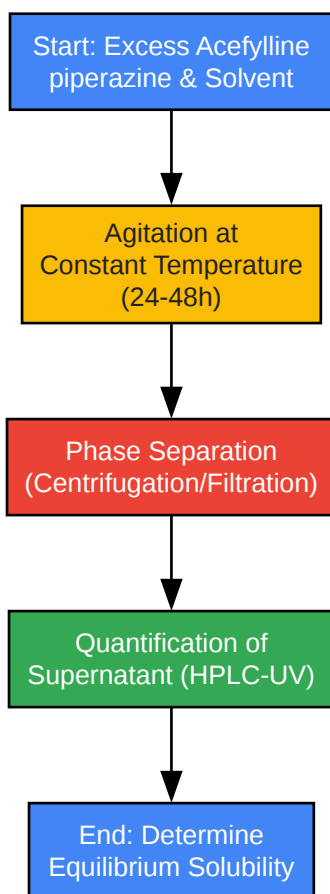 Start: Excess Acefylline
piperazine & Solvent
Agitation at
Constant Temperature
(24-48h)
Phase Separation
(Centrifugation/Filtration)
Quantification of
Supernatant (HPLC-UV)
End: Determine
Equilibrium Solubility